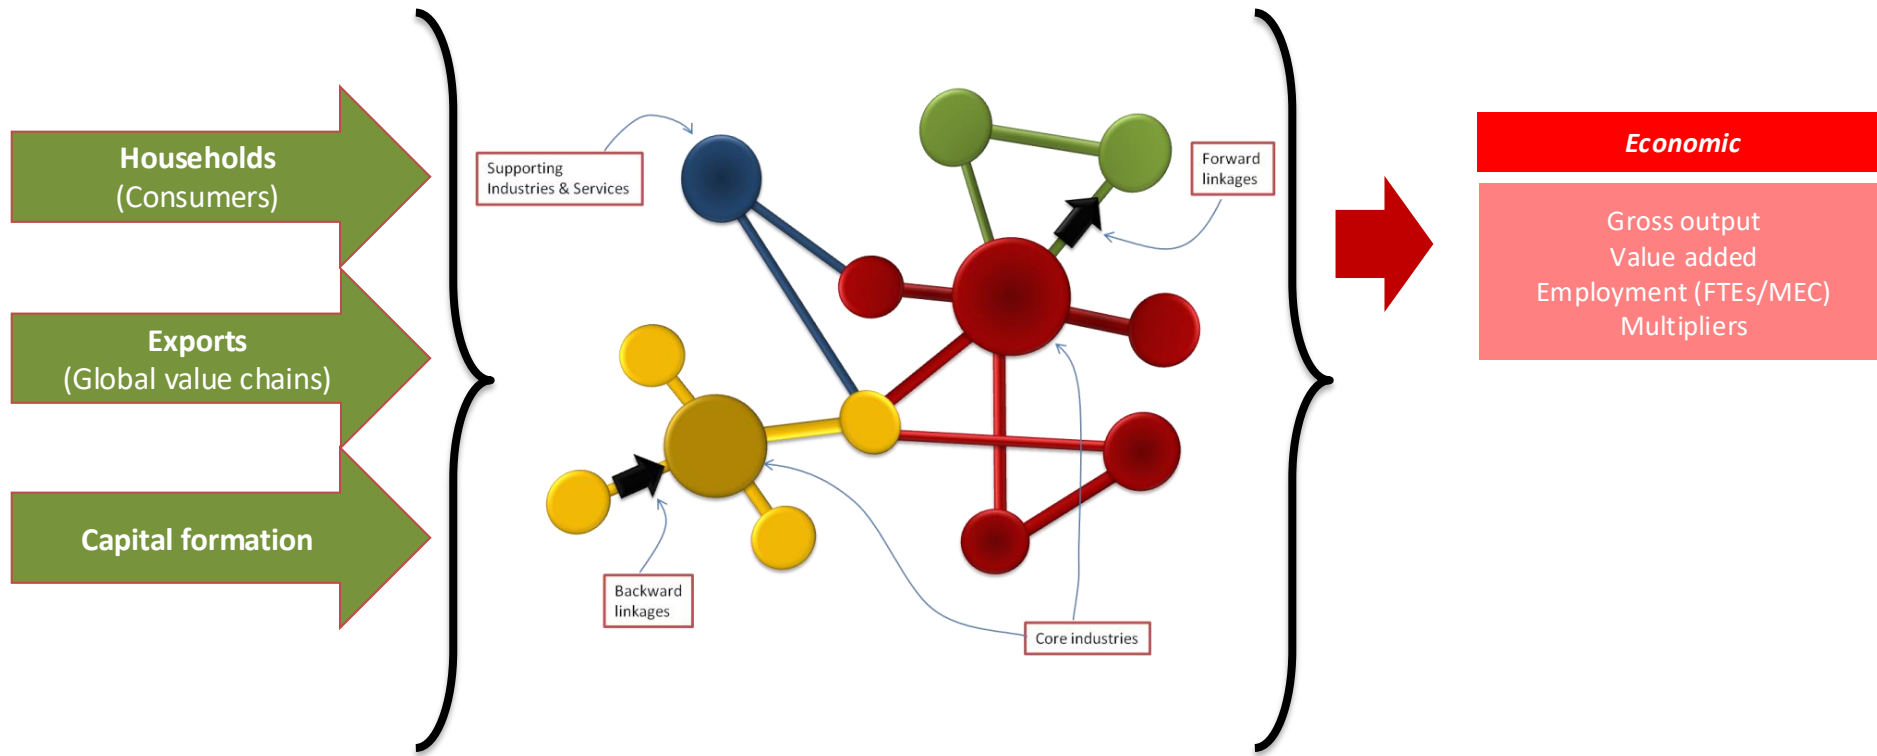 Households
(Consumers)
Exports
(Global value chains)
Capital formation
Supporting
Industries & Services
Forward
linkages
Backward
linkages
Core industries
Economic
Gross output
Value added
Employment (FTEs/MEC)
Multipliers